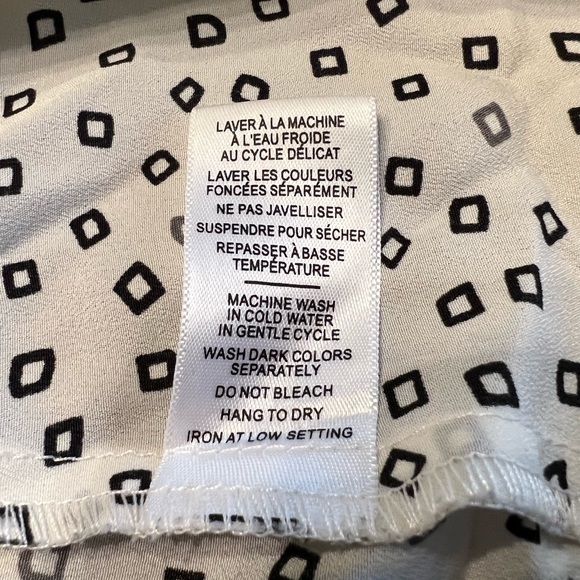 LAVER À LA MACHINE
À L'EAU FROIDE
AU CYCLE DÉLICAT
LAVER LES COULEURS
FONCÉES SÉPARÉMENT
NE PAS JAVELLISER
SUSPENDRE POUR SÉCHER
REPASSER À BASSE
TEMPÉRATURE
MACHINE WASH
IN COLD WATER
IN GENTLE CYCLE
WASH DARK COLORS
SEPARATELY
DO NOT BLEACH
HANG TO DRY
IRON AT LOW SETTING